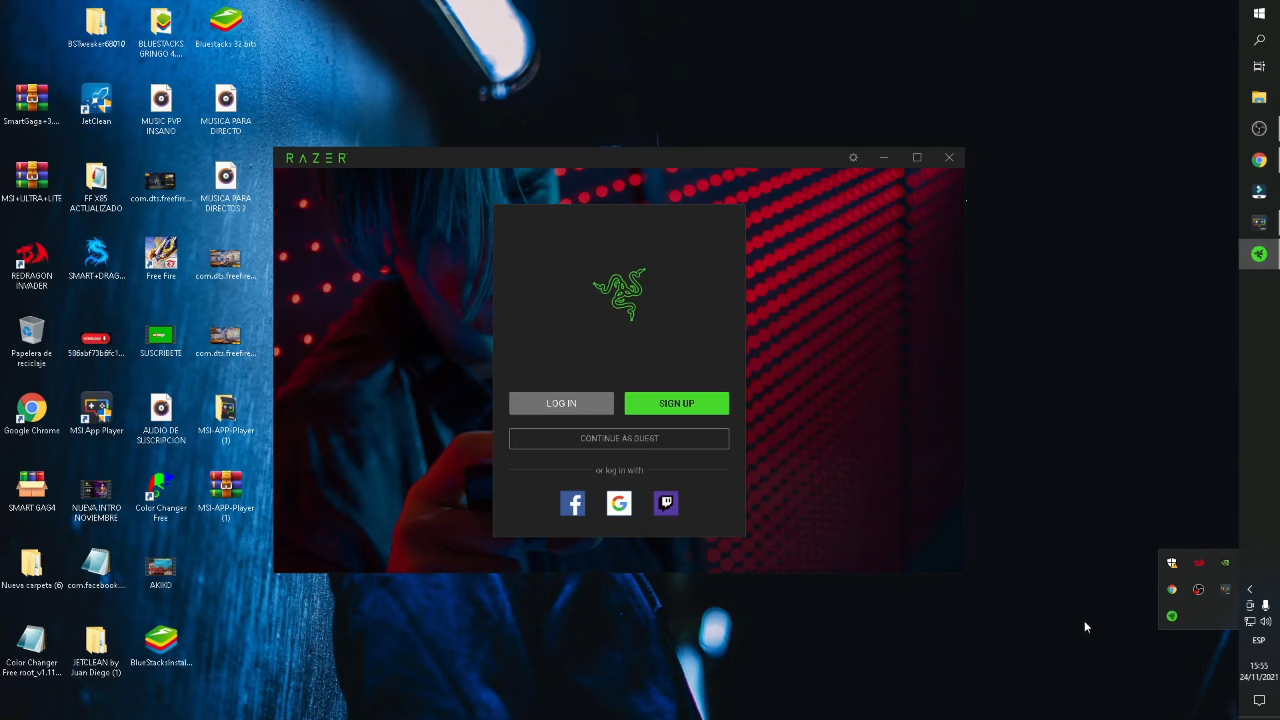 BSTweaker68010
BLUESTACKS
GRINGO 4....
Bluestacks 32 bits
SmartGaga+3....
JetClean
MUSIC PVP
INSANO
MUSICA PARA
DIRECTO
MSI+ULTRA+LITE
FF X85
ACTUALIZADO
com.dts.freefire...
MUSICA PARA
DIRECTOS 2
REDRAGON
INVADER
SMART+DRAG...
Free Fire
com.dts.freefire...
Papelera de
reciclaje
586abf73b6fc1...
SUSCRIBETE
com.dts.freefire...
Google Chrome
MSI App Player
AUDIO DE
SUSCRIPCION
MSI-APP-Player
(1)
SMART GAG4
NUEVA INTRO
NOVIEMBRE
Color Changer
Free
MSI-APP-Player
(1)
Nueva carpeta (6)
com.facebook....
AKIKO
Color Changer
Free root_v1.11...
JETCLEAN by
Juan Diego (1)
BlueStacksInstal...
RAZER
LOG IN
SIGN UP
CONTINUE AS GUEST
or log in with
ESP
15:55
24/11/2021